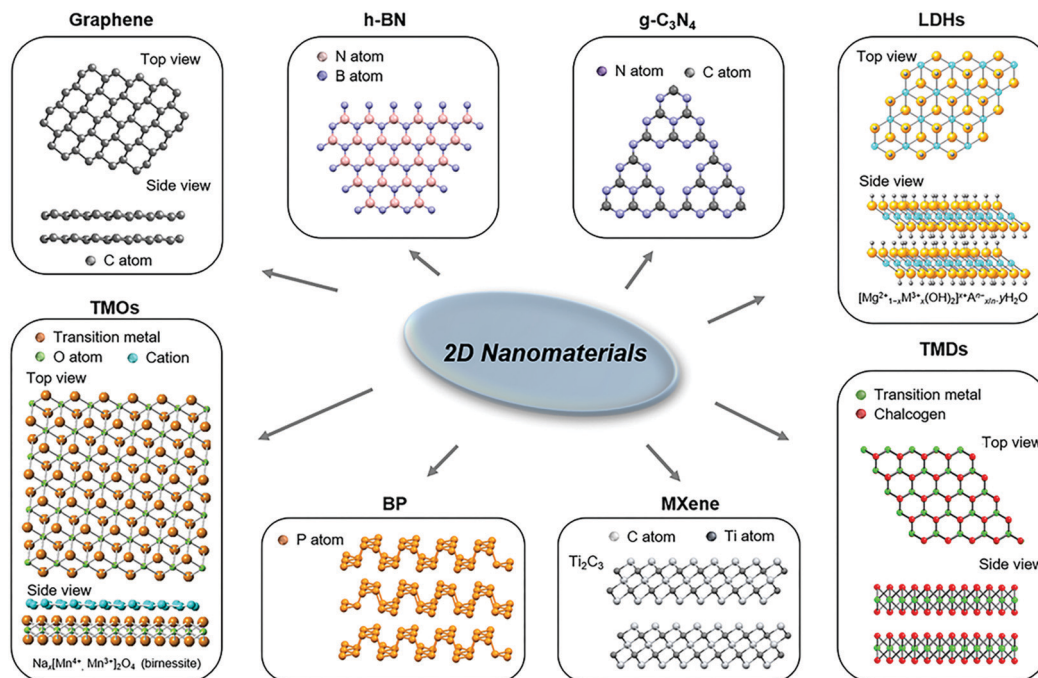 Graphene
Top view
Side view
C atom
h-BN
N atom
B atom
g-C₃N₄
N atom C atom
LDHs
Top view
Side view
[Mg²⁺₁₋ₓM³⁺ₓ(OH)₂]ˣ⁺Aⁿ⁻ₓ/ₙ.yH₂O
2D Nanomaterials
TMOs
Transition metal
O atom Cation
Top view
Side view
Naₓ[Mn⁴⁺, Mn³⁺]₂O₄ (birnessite)
BP
P atom
MXene
C atom Ti atom
Ti₂C₃
TMDs
Transition metal
Chalcogen
Top view
Side view